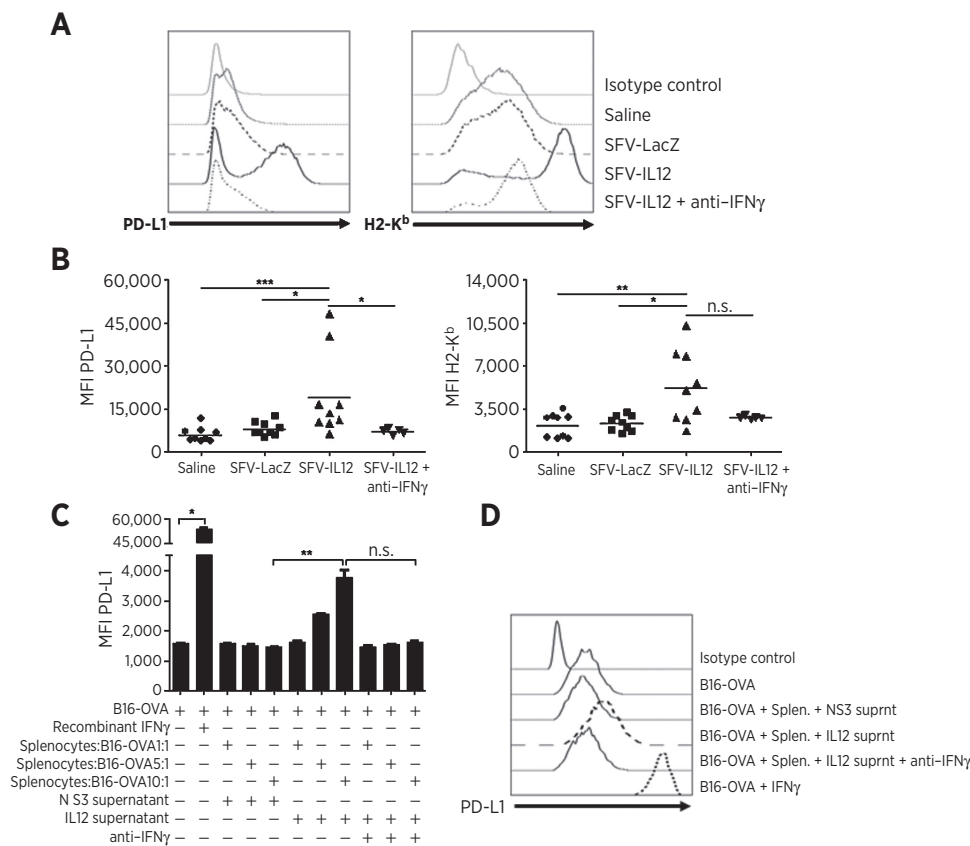 A
Isotype control
Saline
SFV-LacZ
SFV-IL12
SFV-IL12 + anti–IFNγ
PD-L1
H2-Kᵇ
B
60,000
45,000
30,000
15,000
0
MFI PD-L1
***
*
*
Saline
SFV-LacZ
SFV-IL12
SFV-IL12 +
anti–IFNγ
14,000
10,500
7,000
3,500
0
MFI H2-Kᵇ
**
*
n.s.
Saline
SFV-LacZ
SFV-IL12
SFV-IL12 +
anti–IFNγ
C
60,000
45,000
4,000
3,000
2,000
1,000
0
MFI PD-L1
*
**
n.s.
B16-OVA + + + + + + + + + + +
Recombinant IFNγ − + − − − − − − − − −
Splenocytes:B16-OVA1:1 − − + − − + − − + − −
Splenocytes:B16-OVA5:1 − − − + − − + − − + −
Splenocytes:B16-OVA10:1 − − − − + − − + − − +
N S3 supernatant − − + + + − − − − − −
IL12 supernatant − − − − − + + + + + +
anti–IFNγ − − − − − − − − + + +
D
Isotype control
B16-OVA
B16-OVA + Splen. + NS3 suprnt
B16-OVA + Splen. + IL12 suprnt
B16-OVA + Splen. + IL12 suprnt + anti–IFNγ
B16-OVA + IFNγ
PD-L1